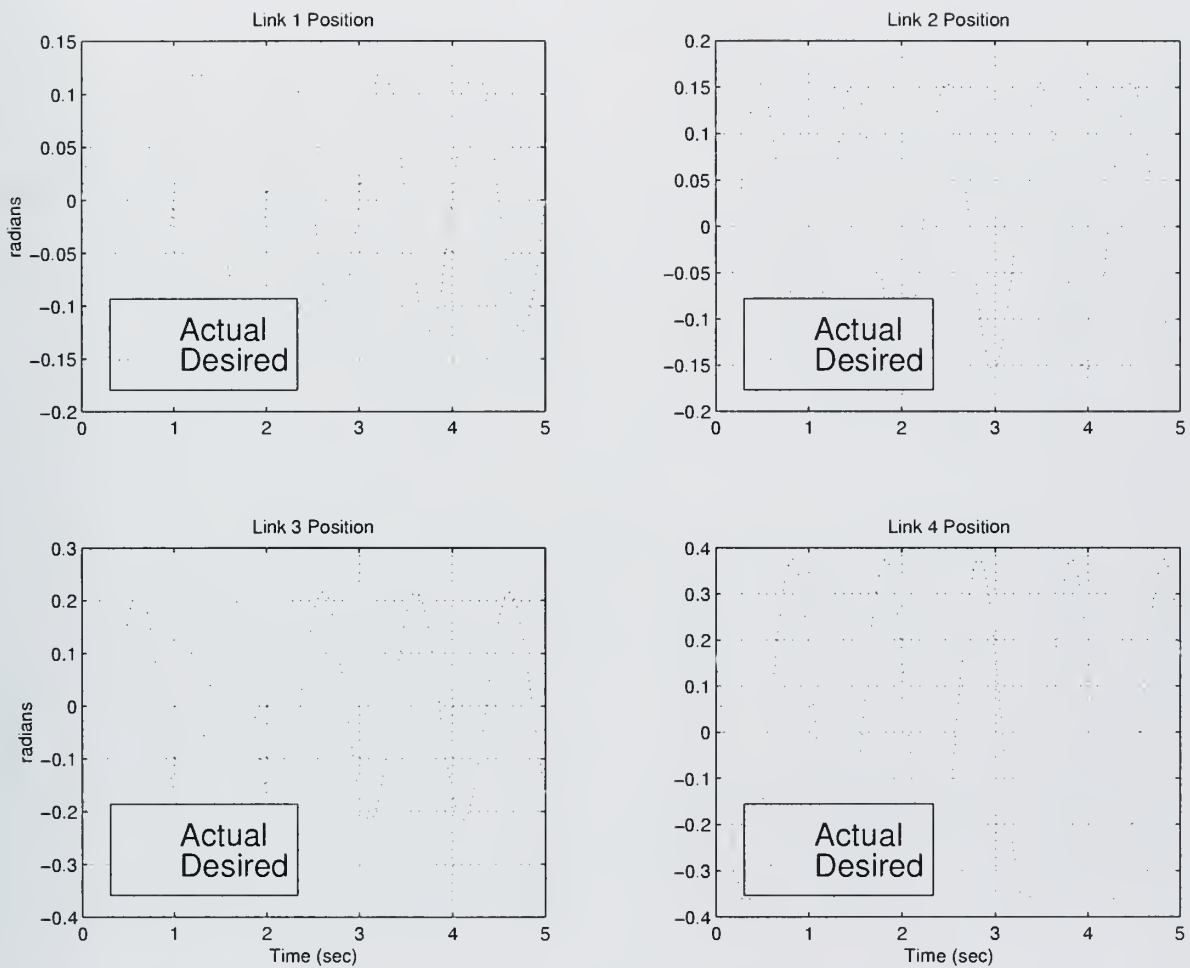 Link 1 Position
0.15
0.1
0.05
0
−0.05
−0.1
−0.15
−0.2
radians
Actual
Desired
0 1 2 3 4 5
Link 2 Position
0.2
0.15
0.1
0.05
0
−0.05
−0.1
−0.15
−0.2
Actual
Desired
0 1 2 3 4 5
Link 3 Position
0.3
0.2
0.1
0
−0.1
−0.2
−0.3
−0.4
radians
Actual
Desired
0 1 2 3 4 5
Time (sec)
Link 4 Position
0.4
0.3
0.2
0.1
0
−0.1
−0.2
−0.3
−0.4
Actual
Desired
0 1 2 3 4 5
Time (sec)